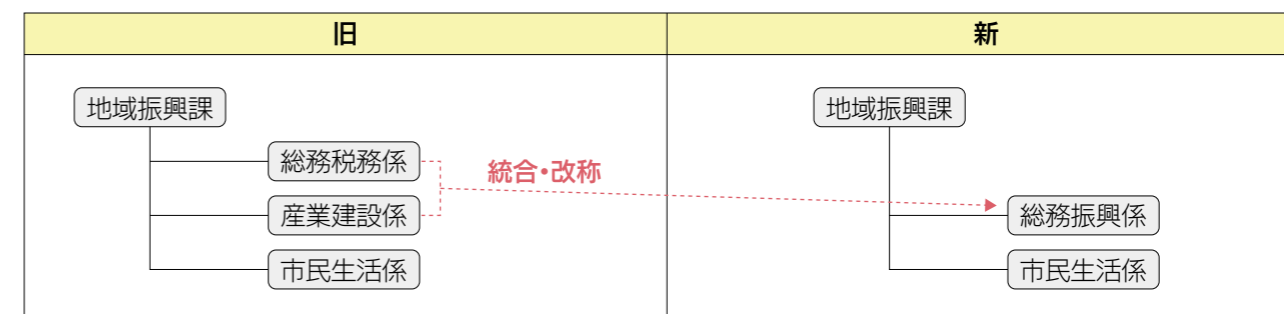 旧
新
地域振興課
総務税務係
産業建設係
市民生活係
統合・改称
地域振興課
総務振興係
市民生活係